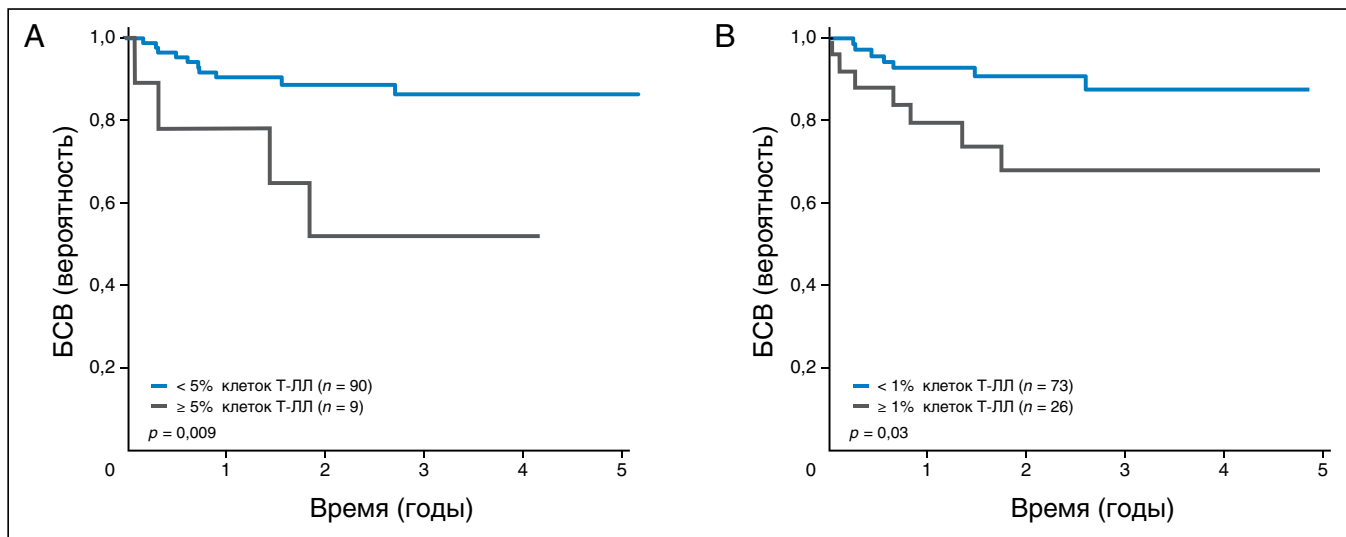 A
1,0
0,8
0,6
0,4
0,2
0
1
2
3
4
5
БСВ (вероятность)
Время (годы)
< 5% клеток Т-ЛЛ (n = 90)
≥ 5% клеток Т-ЛЛ (n = 9)
p = 0,009
B
1,0
0,8
0,6
0,4
0,2
0
1
2
3
4
5
БСВ (вероятность)
Время (годы)
< 1% клеток Т-ЛЛ (n = 73)
≥ 1% клеток Т-ЛЛ (n = 26)
p = 0,03